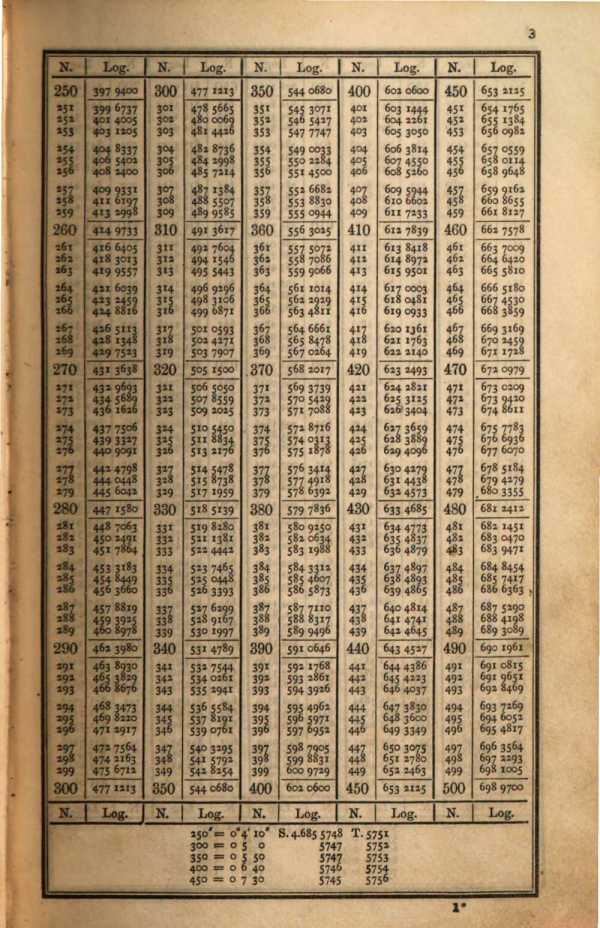 3
N. Log. N. Log. N. Log. N. Log. N. Log.
250 397 9400 300 477 1213 350 544 0680 400 602 0600 450 653 2125
251 399 6737 301 478 5665 351 545 3071 401 603 1444 451 654 1765
252 401 4005 302 480 0069 352 546 5427 402 604 2261 452 655 1384
253 403 1205 303 481 4426 353 547 7747 403 605 3050 453 656 0982
254 404 8337 304 482 8736 354 549 0033 404 606 3814 454 657 0559
255 406 5402 305 484 2998 355 550 2284 405 607 4550 455 658 0114
256 408 2400 306 485 7214 356 551 4500 406 608 5260 456 658 9648
257 409 9331 307 487 1384 357 552 6682 407 609 5944 457 659 9162
258 411 6197 308 488 5507 358 553 8830 408 610 6602 458 660 8655
259 413 2998 309 489 9585 359 555 0944 409 611 7233 459 661 8127
260 414 9733 310 491 3617 360 556 3025 410 612 7839 460 662 7578
261 416 6405 311 492 7604 361 557 5072 411 613 8418 461 663 7009
262 418 3013 312 494 1546 362 558 7086 412 614 8972 462 664 6420
263 419 9557 313 495 5443 363 559 9066 413 615 9501 463 665 5810
264 421 6039 314 496 9296 364 561 1014 414 617 0003 464 666 5180
265 423 2459 315 498 3106 365 562 2929 415 618 0481 465 667 4530
266 424 8816 316 499 6871 366 563 4811 416 619 0933 466 668 3859
267 426 5113 317 501 0593 367 564 6661 417 620 1361 467 669 3169
268 428 1348 318 502 4271 368 565 8478 418 621 1763 468 670 2459
269 429 7523 319 503 7907 369 567 0264 419 622 2140 469 671 1728
270 431 3638 320 505 1500 370 568 2017 420 623 2493 470 672 0979
271 432 9693 321 506 5050 371 569 3739 421 624 2821 471 673 0209
272 434 5689 322 507 8559 372 570 5429 422 625 3125 472 673 9420
273 436 1626 323 509 2025 373 571 7088 423 626 3404 473 674 8611
274 437 7506 324 510 5450 374 572 8716 424 627 3659 474 675 7783
275 439 3327 325 511 8834 375 574 0313 425 628 3889 475 676 6936
276 440 9091 326 513 2176 376 575 1878 426 629 4096 476 677 6070
277 442 4798 327 514 5478 377 576 3414 427 630 4279 477 678 5184
278 444 0448 328 515 8738 378 577 4918 428 631 4438 478 679 4279
279 445 6042 329 517 1959 379 578 6392 429 632 4573 479 680 3355
280 447 1580 330 518 5139 380 579 7836 430 633 4685 480 681 2412
281 448 7063 331 519 8280 381 580 9250 431 634 4773 481 682 1451
282 450 2491 332 521 1381 382 582 0634 432 635 4837 482 683 0470
283 451 7864 333 522 4442 383 583 1988 433 636 4879 483 683 9471
284 453 3183 334 523 7465 384 584 3312 434 637 4897 484 684 8454
285 454 8449 335 525 0448 385 585 4607 435 638 4893 485 685 7417
286 456 3660 336 526 3393 386 586 5873 436 639 4865 486 686 6363
287 457 8819 337 527 6299 387 587 7110 437 640 4814 487 687 5290
288 459 3925 338 528 9167 388 588 8317 438 641 4741 488 688 4198
289 460 8978 339 530 1997 389 589 9496 439 642 4645 489 689 3089
290 462 3980 340 531 4789 390 591 0646 440 643 4527 490 690 1961
291 463 8930 341 532 7544 391 592 1768 441 644 4386 491 691 0815
292 465 3829 342 534 0261 392 593 2861 442 645 4223 492 691 9651
293 466 8676 343 535 2941 393 594 3926 443 646 4037 493 692 8469
294 468 3473 344 536 5584 394 595 4962 444 647 3830 494 693 7269
295 469 8220 345 537 8191 395 596 5971 445 648 3600 495 694 6052
296 471 2917 346 539 0761 396 597 6952 446 649 3349 496 695 4817
297 472 7564 347 540 3295 397 598 7905 447 650 3075 497 696 3564
298 474 2163 348 541 5792 398 599 8831 448 651 2780 498 697 2293
299 475 6712 349 542 8254 399 600 9729 449 652 2463 499 698 1005
300 477 1213 350 544 0680 400 602 0600 450 653 2125 500 698 9700
N. Log. N. Log. N. Log. N. Log. N. Log.
250" = 0° 4' 10" S. 4.685 5748 T. 5751
300 = 0 5 0 5747 5752
350 = 0 5 50 5747 5753
400 = 0 6 40 5746 5754
450 = 0 7 30 5745 5756
1*